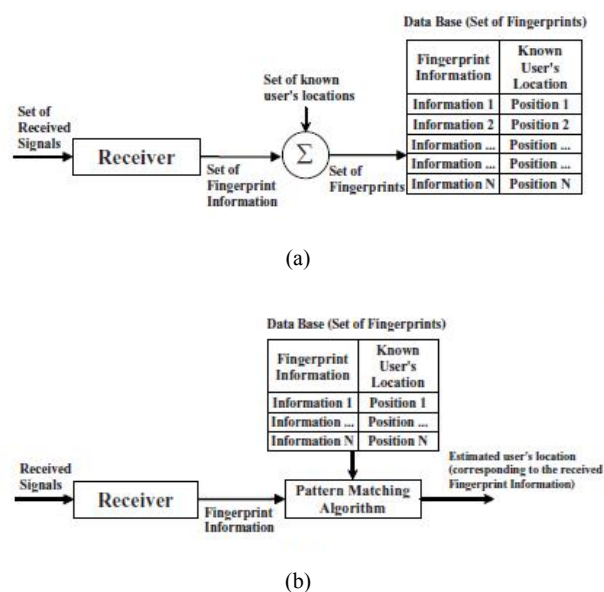 Data Base (Set of Fingerprints)
Fingerprint
Information
Known
User's
Location
Information 1
Position 1
Information 2
Position 2
Information ...
Position ...
Information ...
Position ...
Information N
Position N
Set of known
user's locations
Set of
Received
Signals
Receiver
Σ
Set of
Fingerprint
Information
Set of
Fingerprints
(a)
Data Base (Set of Fingerprints)
Fingerprint
Information
Known
User's
Location
Information 1
Position 1
Information ...
Position ...
Information N
Position N
Received
Signals
Receiver
Fingerprint
Information
Pattern Matching
Algorithm
Estimated user's location
(corresponding to the received
Fingerprint Information)
(b)